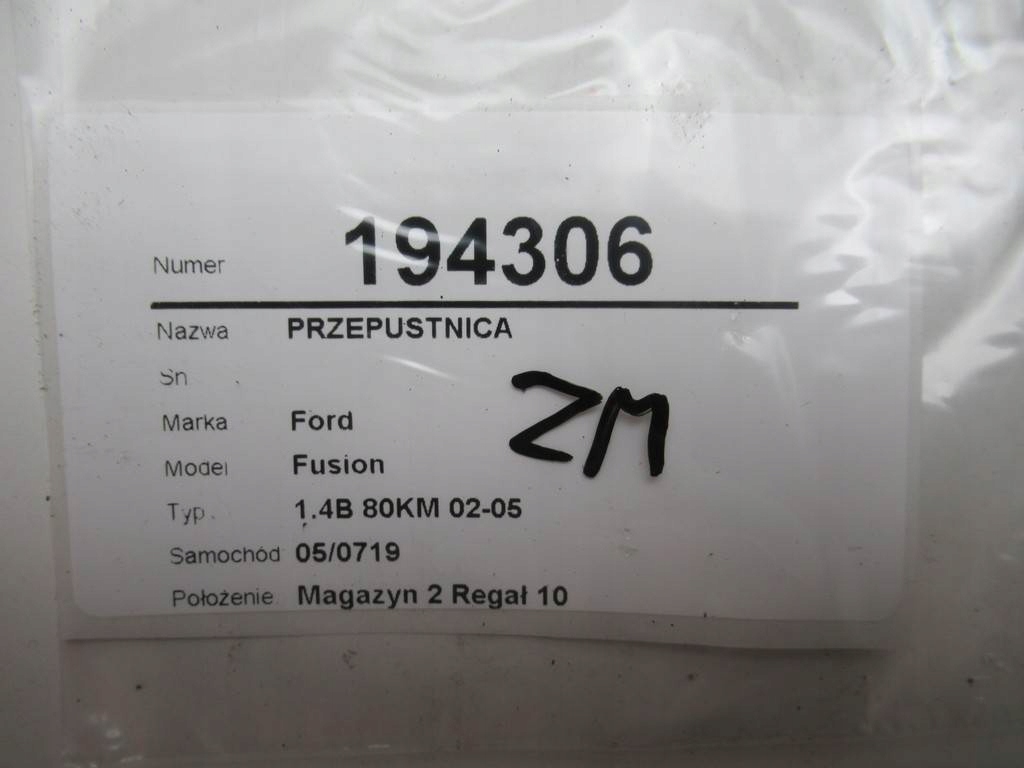 Numer 194306
Nazwa PRZEPUSTNICA
Sn
ZM
Marka Ford
Model Fusion
Typ 1.4B 80KM 02-05
Samochód 05/0719
Położenie Magazyn 2 Regał 10